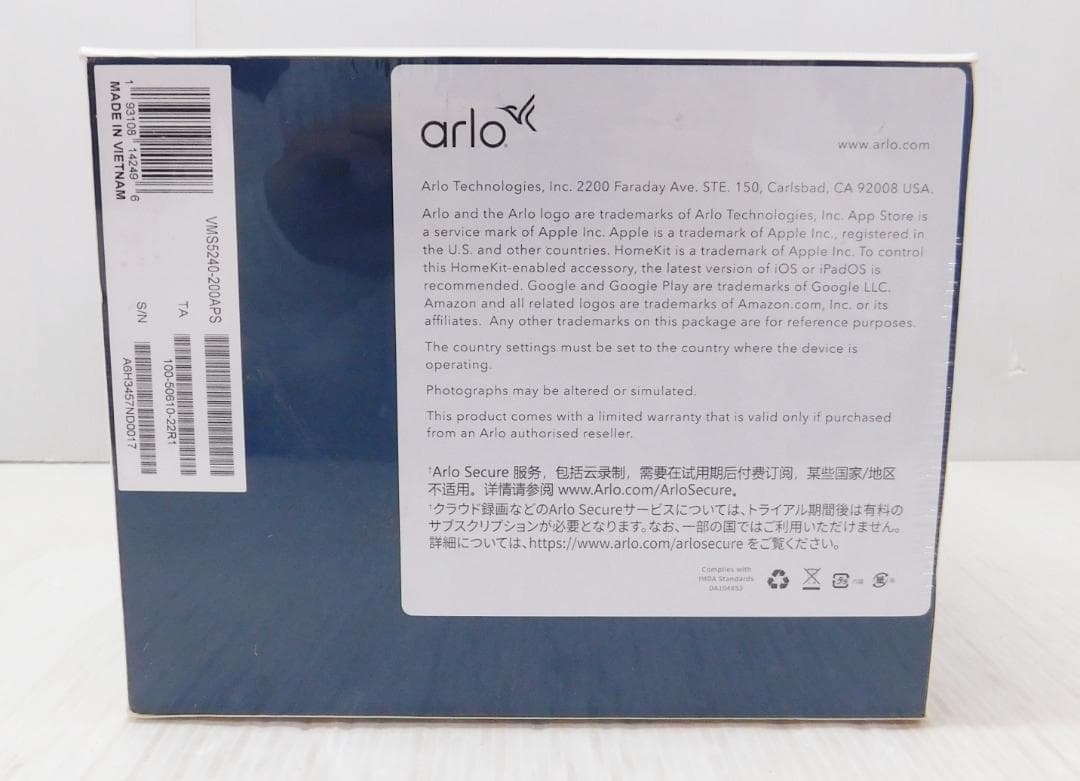 1 93108 14249 6
MADE IN VIETNAM
VMS5240-200APS
TA
100-50610-22R1
S/N
A6H3457ND0017
arlo
www.arlo.com
Arlo Technologies, Inc. 2200 Faraday Ave. STE. 150, Carlsbad, CA 92008 USA.
Arlo and the Arlo logo are trademarks of Arlo Technologies, Inc. App Store is
a service mark of Apple Inc. Apple is a trademark of Apple Inc., registered in
the U.S. and other countries. HomeKit is a trademark of Apple Inc. To control
this HomeKit-enabled accessory, the latest version of iOS or iPadOS is
recommended. Google and Google Play are trademarks of Google LLC.
Amazon and all related logos are trademarks of Amazon.com, Inc. or its
affiliates. Any other trademarks on this package are for reference purposes.
The country settings must be set to the country where the device is
operating.
Photographs may be altered or simulated.
This product comes with a limited warranty that is valid only if purchased
from an Arlo authorised reseller.
†Arlo Secure 服务，包括云录制，需要在试用期后付费订阅，某些国家/地区
不适用。详情请参阅 www.Arlo.com/ArloSecure。
†クラウド録画などのArlo Secureサービスについては、トライアル期間後は有料の
サブスクリプションが必要となります。なお、一部の国ではご利用いただけません。
詳細については、https://www.arlo.com/arlosecure をご覧ください。
Complies with
IMDA Standards
DA104853